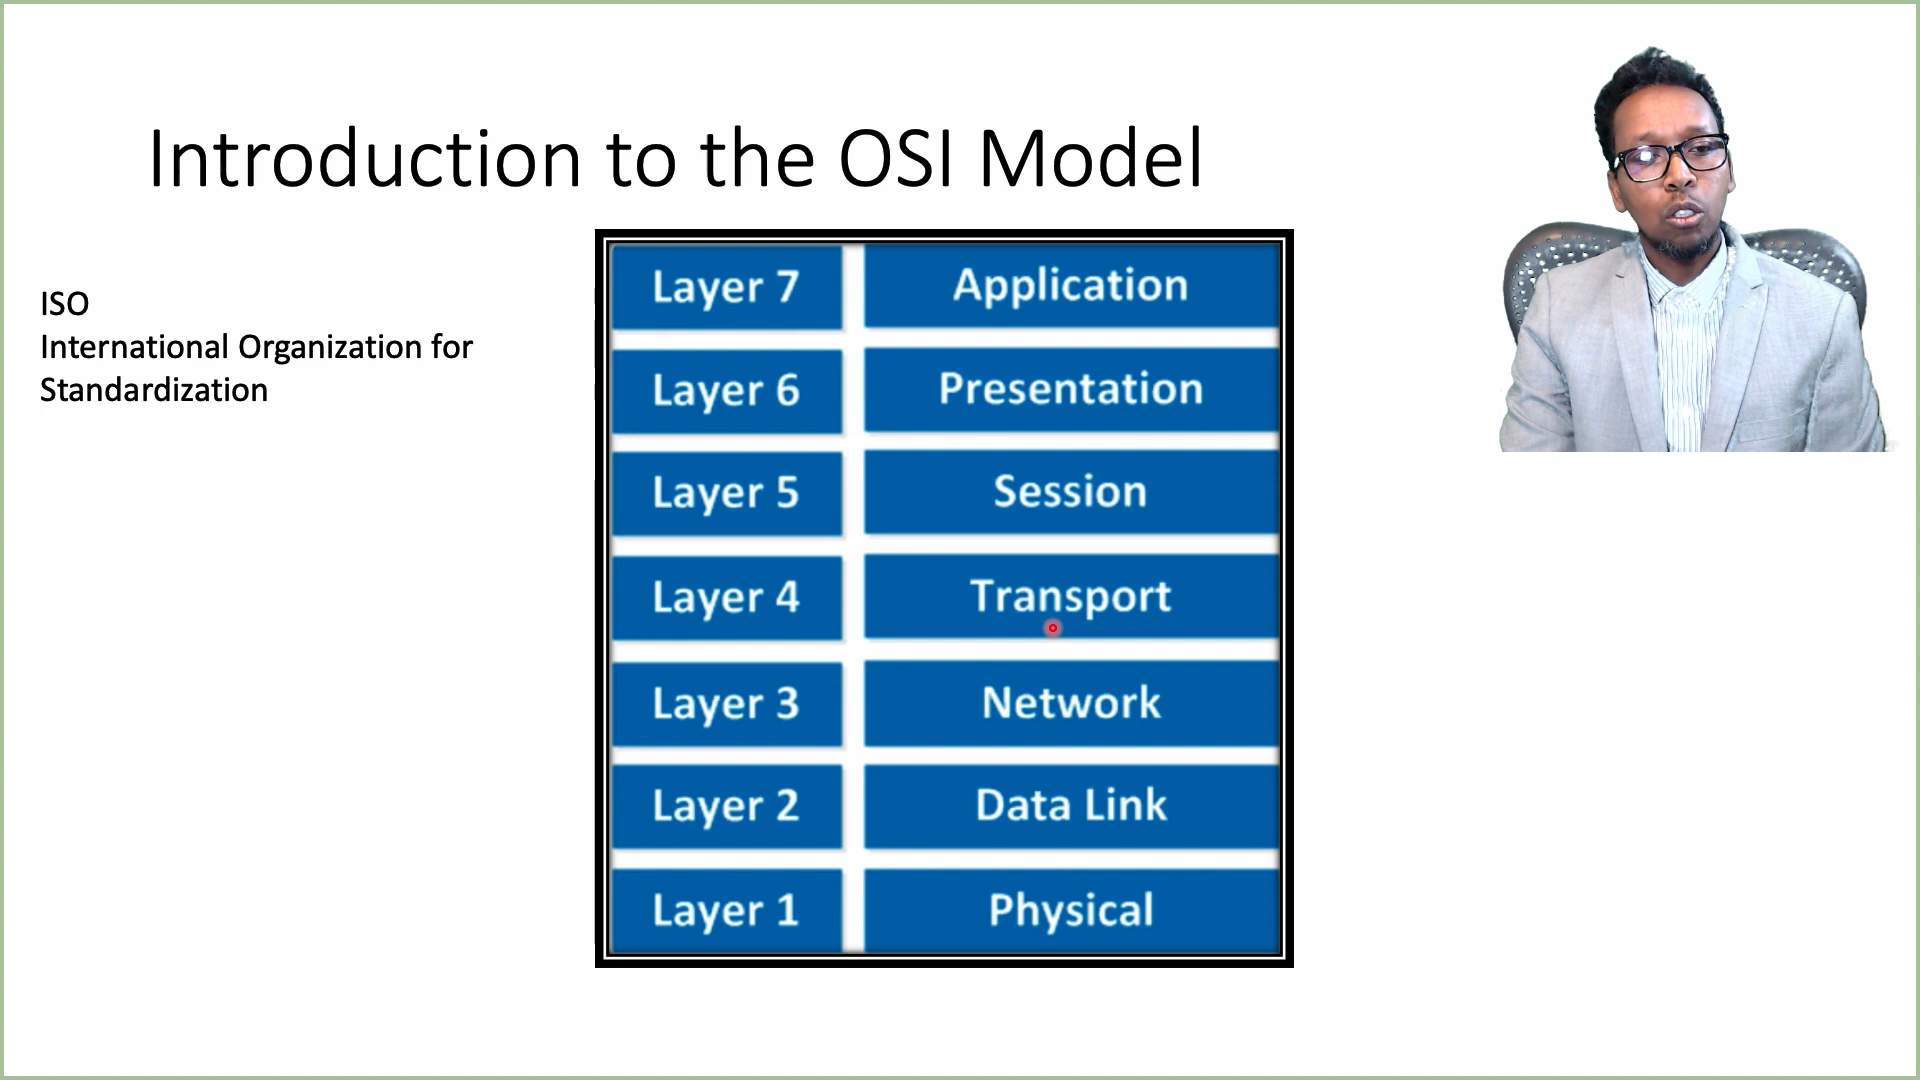 Introduction to the OSI Model
ISO
International Organization for
Standardization
Layer 7 Application
Layer 6 Presentation
Layer 5 Session
Layer 4 Transport
Layer 3 Network
Layer 2 Data Link
Layer 1 Physical